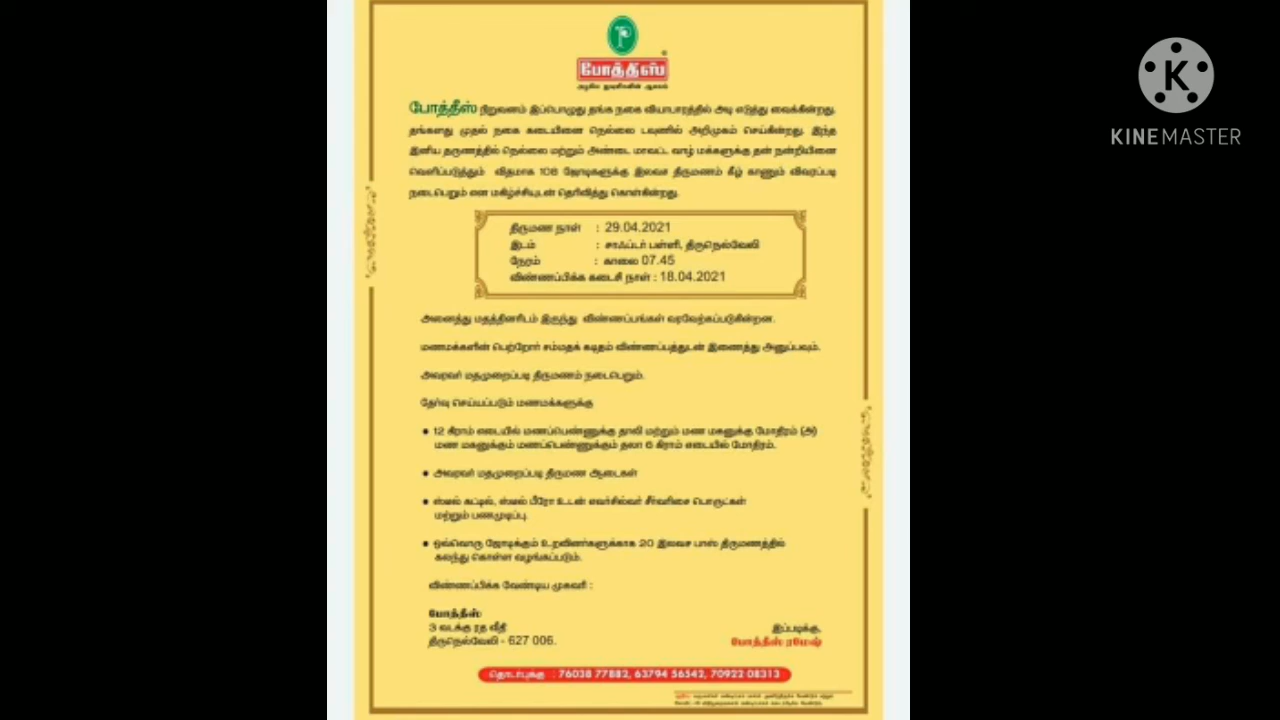 P
போத்தீஸ்
KINEMASTER
போத்தீஸ் நிறுவனம் இப்பொழுது தங்க நகை வியாபாரத்தில் அடி எடுத்து வைக்கின்றது.
தங்களது முதல் நகை கடையினை நெல்லை டவுணில் அறிமுகம் செய்கின்றது. இந்த
இனிய தருணத்தில் நெல்லை மற்றும் அண்டை மாவட்ட வாழ் மக்களுக்கு தன் நன்றியினை
வெளிப்படுத்தும் விதமாக 108 ஜோடிகளுக்கு இலவச திருமணம் கீழ் காணும் விவரப்படி
நடைபெறும் என மகிழ்ச்சியுடன் தெரிவித்து கொள்கின்றது.
திருமண நாள் : 29.04.2021
இடம் : சாஃப்டர் பள்ளி, திருநெல்வேலி
நேரம் : காலை 07.45
விண்ணப்பிக்க கடைசி நாள் : 18.04.2021
அனைத்து மதத்தினரிடம் இருந்து விண்ணப்பங்கள் வரவேற்கப்படுகின்றன.
மணமக்களின் பெற்றோர் சம்மதக் கடிதம் விண்ணப்பத்துடன் இணைத்து அனுப்பவும்.
அவரவர் மதமுறைப்படி திருமணம் நடைபெறும்.
தேர்வு செய்யப்படும் மணமக்களுக்கு
• 12 கிராம் எடையில் மணப்பெண்ணுக்கு தாலி மற்றும் மண மகனுக்கு மோதிரம் (அ)
மண மகனுக்கும் மணப்பெண்ணுக்கும் தலா 6 கிராம் எடையில் மோதிரம்.
• அவரவர் மதமுறைப்படி திருமண ஆடைகள்
• ஸ்டீல் கட்டில், ஸ்டீல் பீரோ உடன் எவர்சில்வர் சீர்வரிசை பொருட்கள்
மற்றும் பணமுடிப்பு.
• ஒவ்வொரு ஜோடிக்கும் உறவினர்களுக்காக 20 இலவச பாஸ் திருமணத்தில்
கலந்து கொள்ள வழங்கப்படும்.
விண்ணப்பிக்க வேண்டிய முகவரி :
போத்தீஸ்
3 வடக்கு ரத வீதி
திருநெல்வேலி - 627 006.
இப்படிக்கு,
போத்தீஸ் ரமேஷ்
தொடர்புக்கு : 76038 77882, 63794 56542, 70922 08313